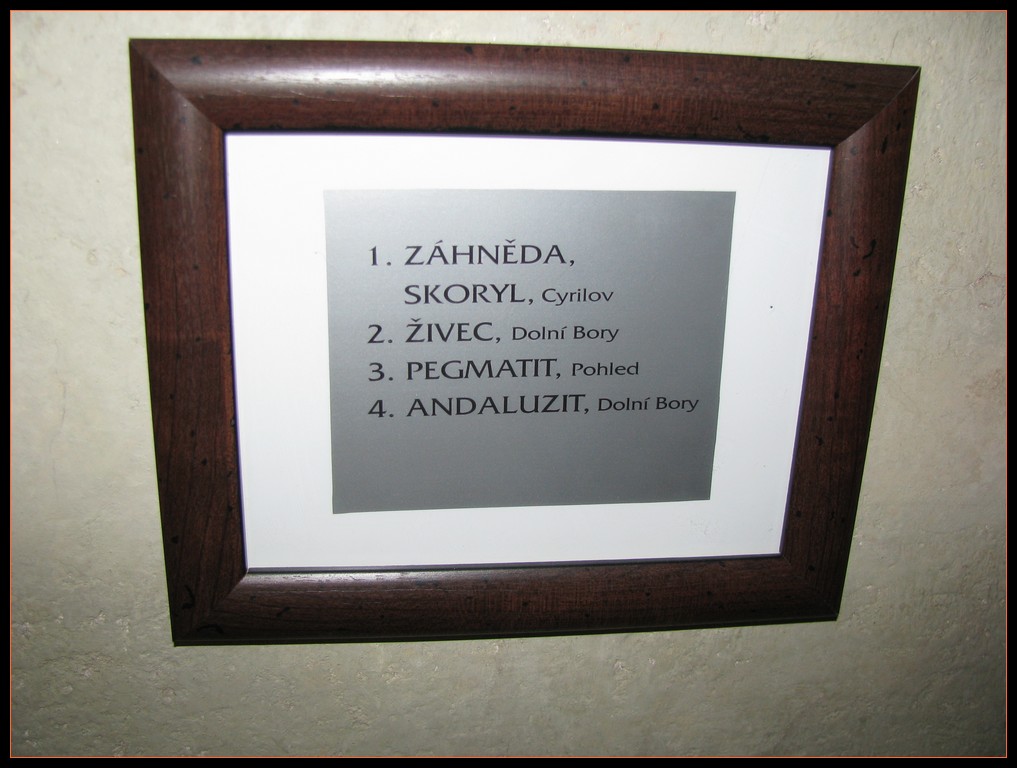 1. ZÁHNĚDA,
SKORYL, Cyrilov
2. ŽIVEC, Dolní Bory
3. PEGMATIT, Pohled
4. ANDALUZIT, Dolní Bory